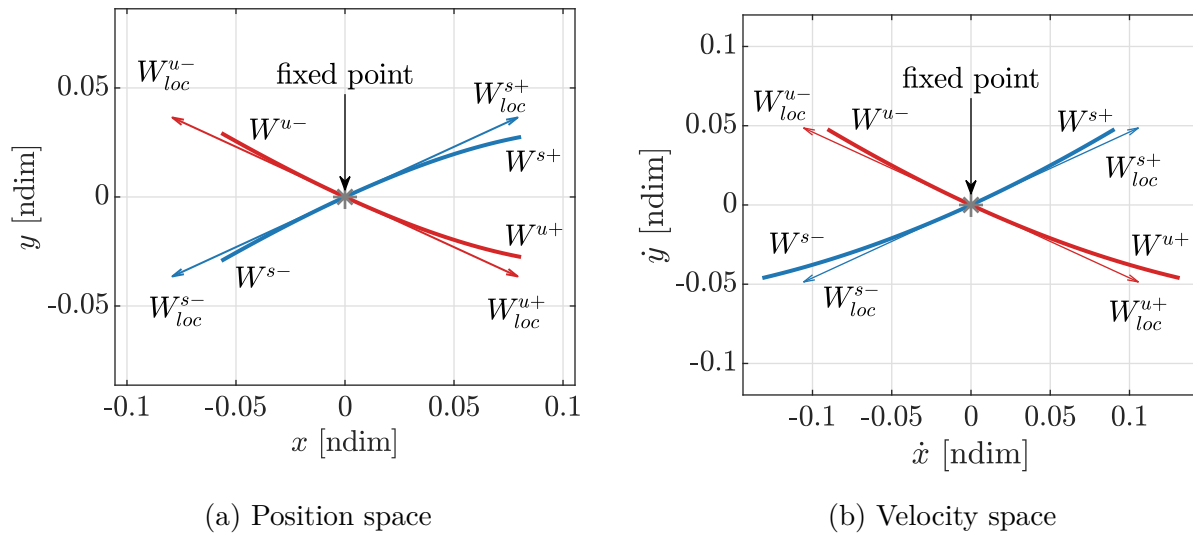 0.05
0
-0.05
y [ndim]
-0.1
-0.05
0
0.05
0.1
x [ndim]
fixed point
W^{u-}_{loc}
W^{u-}
W^{s+}_{loc}
W^{s+}
W^{s-}
W^{s-}_{loc}
W^{u+}
W^{u+}_{loc}
(a) Position space
0.1
0.05
0
-0.05
-0.1
ẏ [ndim]
-0.1
-0.05
0
0.05
0.1
ẋ [ndim]
fixed point
W^{u-}_{loc}
W^{u-}
W^{s+}
W^{s+}_{loc}
W^{s-}
W^{s-}_{loc}
W^{u+}
W^{u+}_{loc}
(b) Velocity space